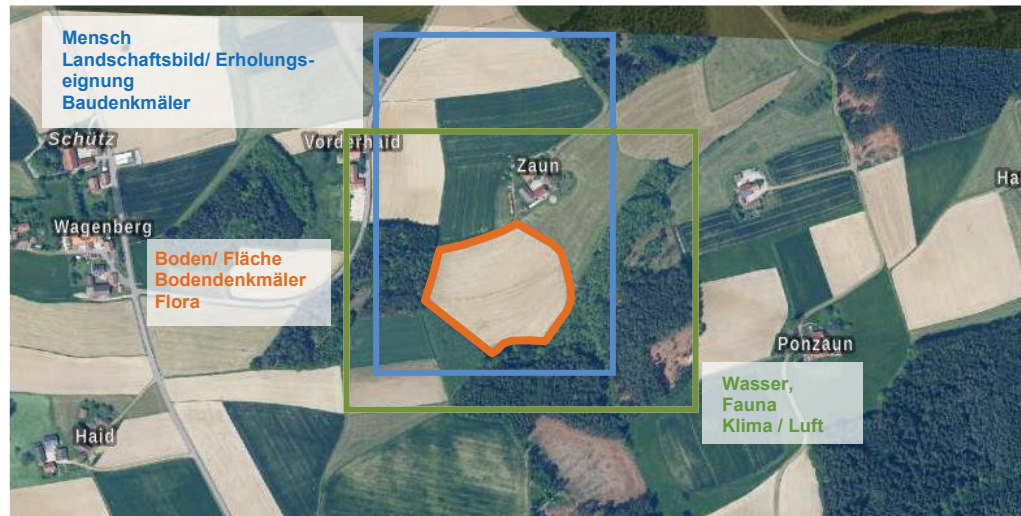 Mensch
Landschaftsbild/ Erholungs-
eignung
Baudenkmäler
Schütz
Vorderhaid
Zaun
Ha
Wagenberg
Boden/ Fläche
Bodendenkmäler
Flora
Ponzaun
Wasser,
Fauna
Klima / Luft
Haid